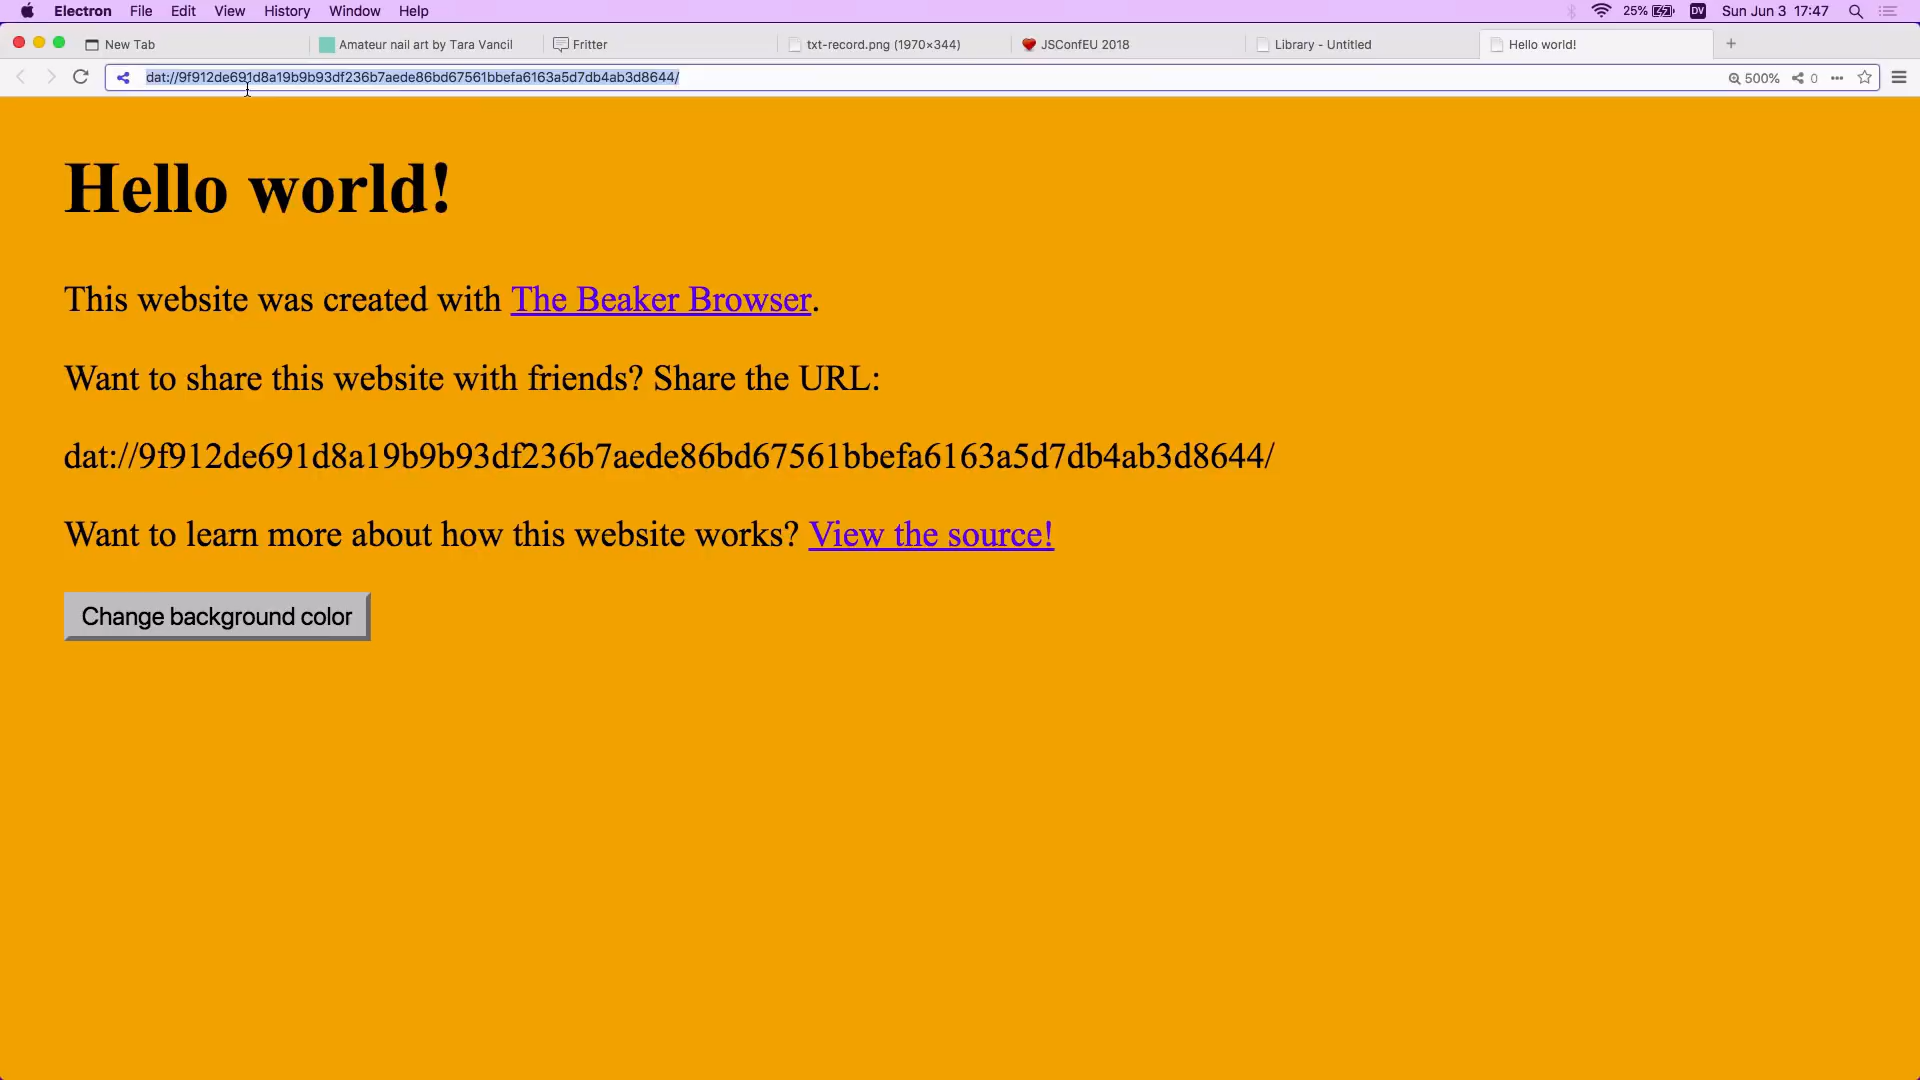 Electron File Edit View History Window Help 25% DV Sun Jun 3 17:47
New Tab Amateur nail art by Tara Vancil Fritter txt-record.png (1970×344) JSConfEU 2018 Library - Untitled Hello world!
dat://9f912de691d8a19b9b93df236b7aede86bd67561bbefa6163a5d7db4ab3d8644/ 500% 0
Hello world!
This website was created with The Beaker Browser.
Want to share this website with friends? Share the URL:
dat://9f912de691d8a19b9b93df236b7aede86bd67561bbefa6163a5d7db4ab3d8644/
Want to learn more about how this website works? View the source!
Change background color